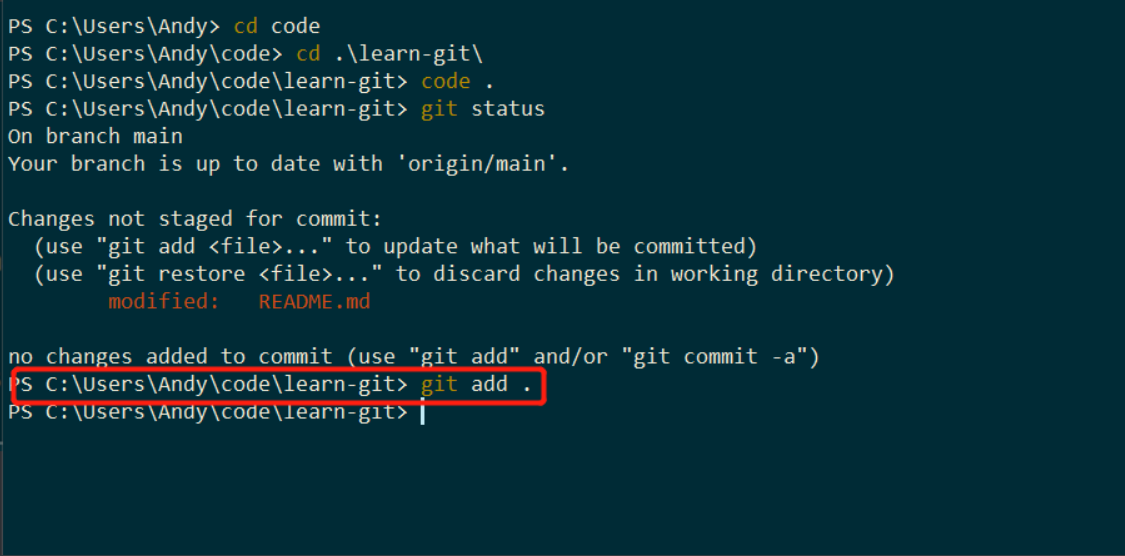 PS C:\Users\Andy> cd code
PS C:\Users\Andy\code> cd .\learn-git\
PS C:\Users\Andy\code\learn-git> code .
PS C:\Users\Andy\code\learn-git> git status
On branch main
Your branch is up to date with 'origin/main'.
Changes not staged for commit:
  (use "git add <file>..." to update what will be committed)
  (use "git restore <file>..." to discard changes in working directory)
        modified:   README.md
no changes added to commit (use "git add" and/or "git commit -a")
PS C:\Users\Andy\code\learn-git> git add .
PS C:\Users\Andy\code\learn-git>